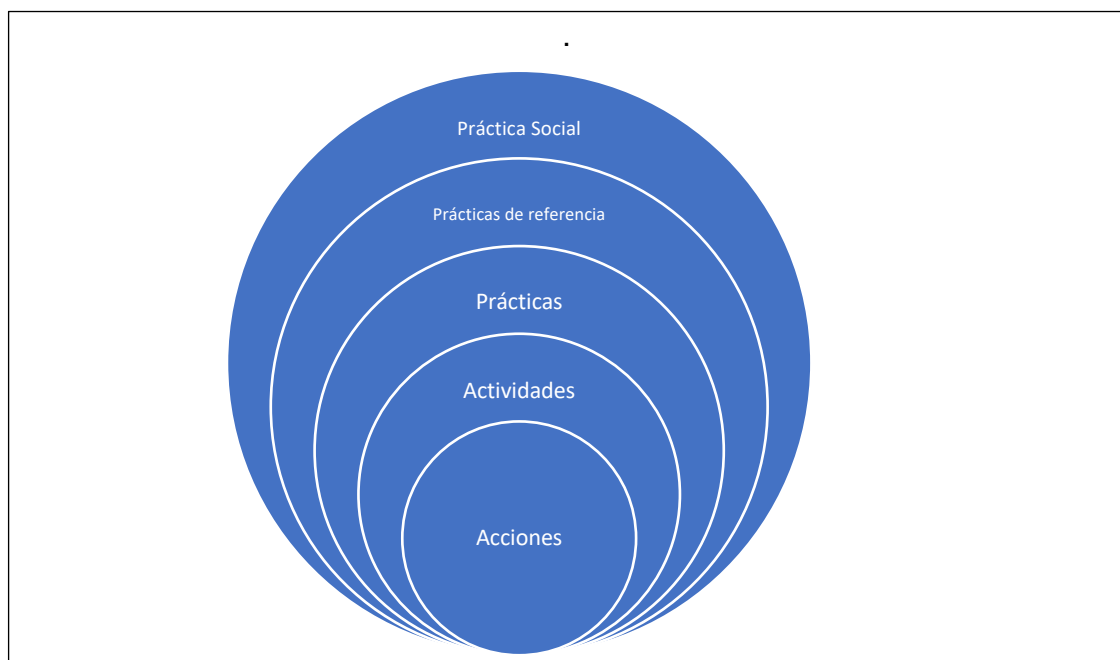 .
Práctica Social
Prácticas de referencia
Prácticas
Actividades
Acciones